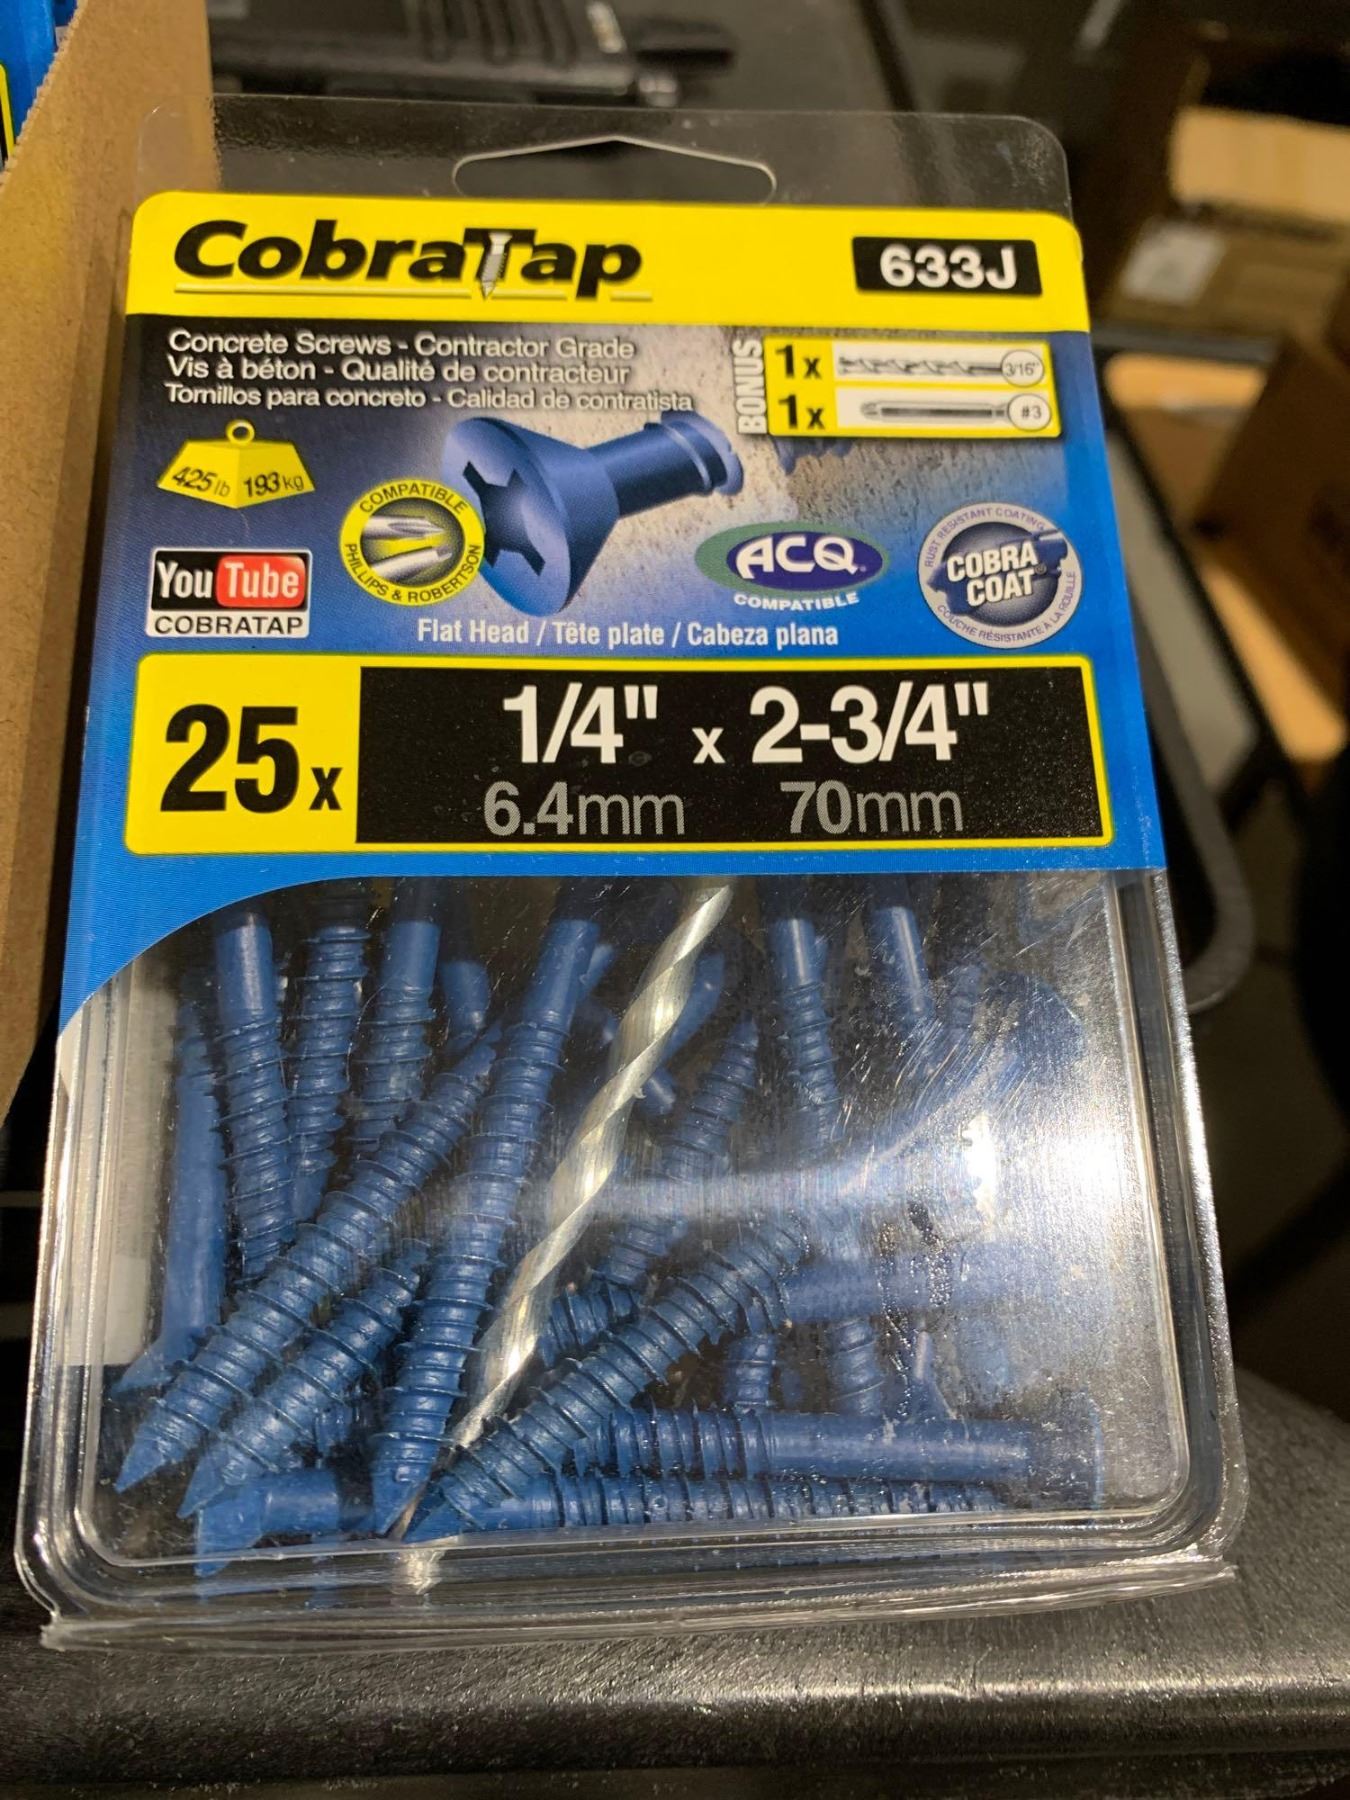 CobraTap
633J
Concrete Screws - Contractor Grade
Vis à béton - Qualité de contracteur
Tornillos para concreto - Calidad de contratista
BONUS
1x 3/16"
1x #3
425lb 193kg
COMPATIBLE
PHILLIPS & ROBERTSON
YouTube
COBRATAP
ACQ
COMPATIBLE
RUST RESISTANT COATING
COBRA
COAT®
COUCHE RÉSISTANTE À LA ROUILLE
Flat Head / Tête plate / Cabeza plana
25x
1/4" x 2-3/4"
6.4mm 70mm